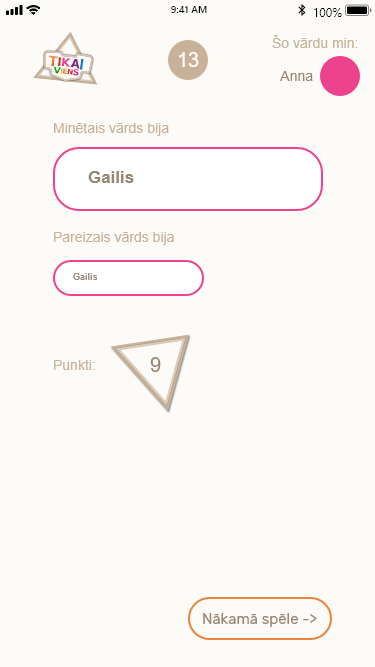 9:41 AM
100%
TIKAI
VIENS
13
Šo vārdu min:
Anna
Minētais vārds bija
Gailis
Pareizais vārds bija
Gailis
Punkti:
9
Nākamā spēle ->